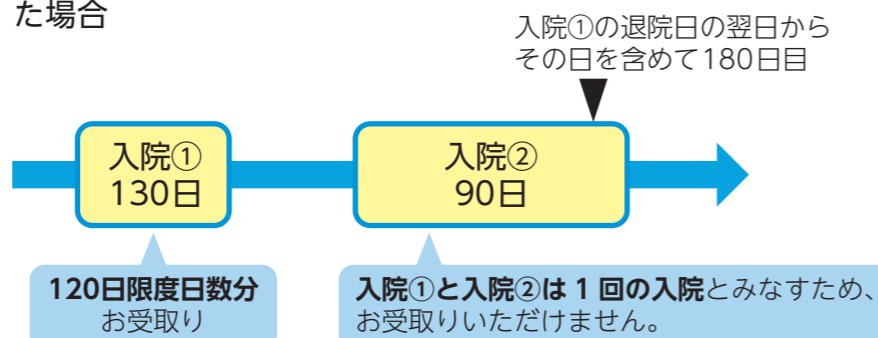 た場合
入院①の退院日の翌日から
その日を含めて180日目
入院①
130日
入院②
90日
120日限度日数分
お受取り
入院①と入院②は 1 回の入院とみなすため、
お受取りいただけません。